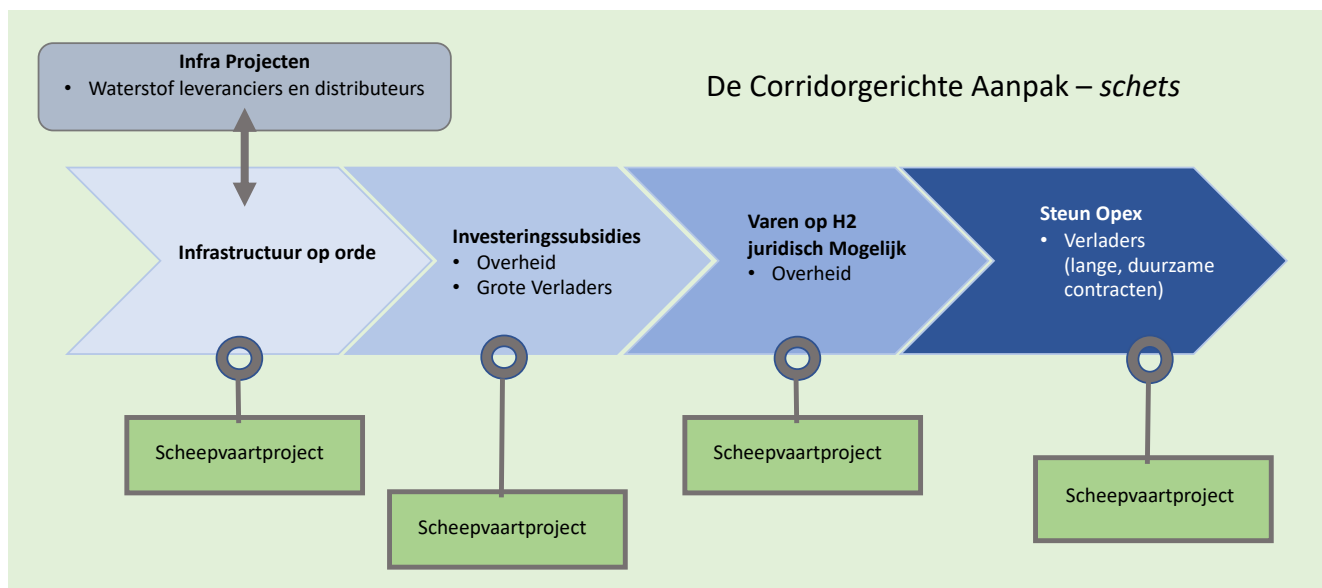 Infra Projecten
• Waterstof leveranciers en distributeurs
De Corridorgerichte Aanpak – schets
Infrastructuur op orde
Investeringssubsidies
• Overheid
• Grote Verladers
Varen op H2
juridisch Mogelijk
• Overheid
Steun Opex
• Verladers
(lange, duurzame
contracten)
Scheepvaartproject
Scheepvaartproject
Scheepvaartproject
Scheepvaartproject